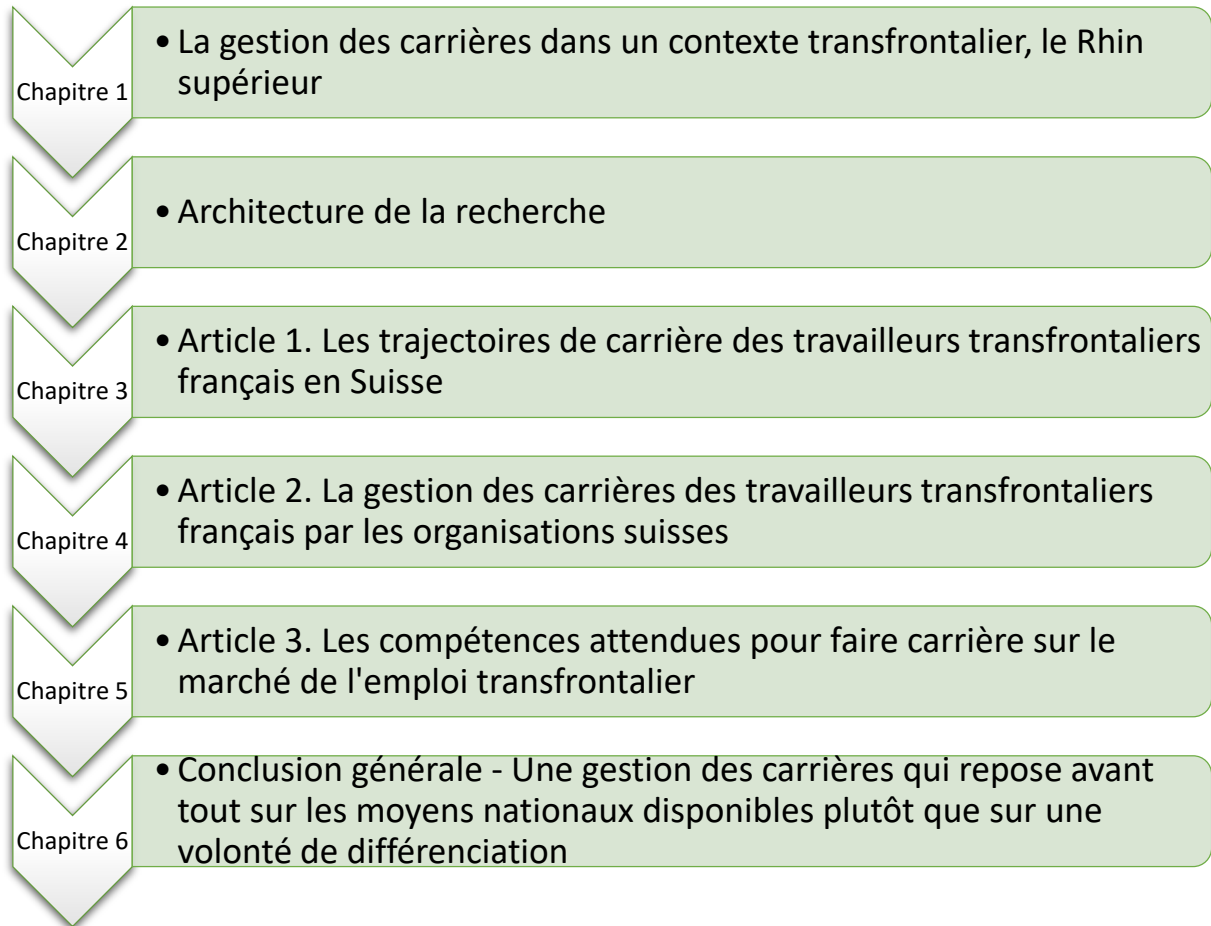 Chapitre 1
• La gestion des carrières dans un contexte transfrontalier, le Rhin
supérieur
Chapitre 2
• Architecture de la recherche
Chapitre 3
• Article 1. Les trajectoires de carrière des travailleurs transfrontaliers
français en Suisse
Chapitre 4
• Article 2. La gestion des carrières des travailleurs transfrontaliers
français par les organisations suisses
Chapitre 5
• Article 3. Les compétences attendues pour faire carrière sur le
marché de l'emploi transfrontalier
Chapitre 6
• Conclusion générale - Une gestion des carrières qui repose avant
tout sur les moyens nationaux disponibles plutôt que sur une
volonté de différenciation